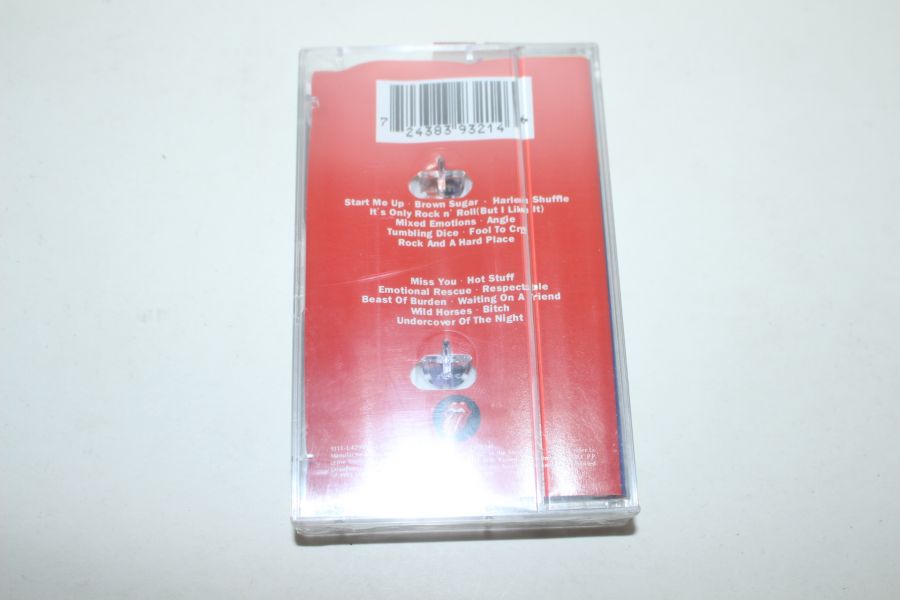 7 24383 93214 4
Start Me Up · Brown Sugar · Harlem Shuffle
It's Only Rock n' Roll(But I Like It)
Mixed Emotions · Angie
Tumbling Dice · Fool To Cry
Rock And A Hard Place
Miss You · Hot Stuff
Emotional Rescue · Respectable
Beast Of Burden · Waiting On A Friend
Wild Horses · Bitch
Undercover Of The Night